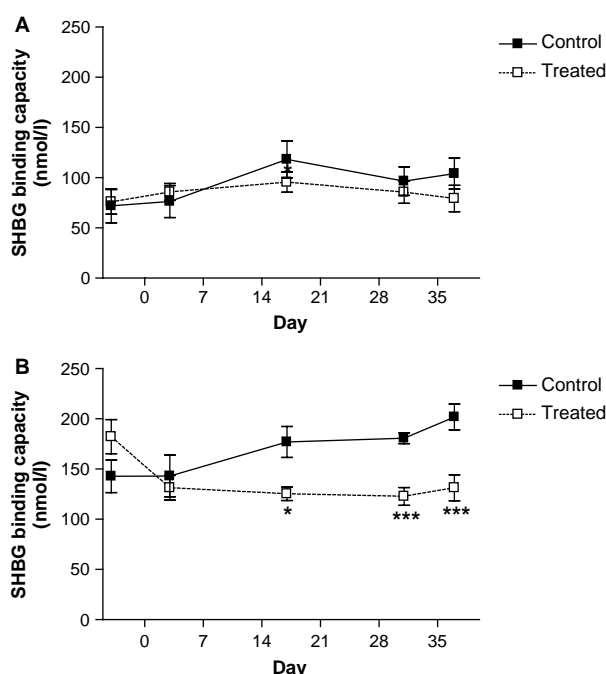 A
250
200
150
100
50
0
SHBG binding capacity
(nmol/l)
0 7 14 21 28 35
Day
Control
Treated
*
B
250
200
150
100
50
0
SHBG binding capacity
(nmol/l)
* *** ***
0 7 14 21 28 35
Day
Control
Treated